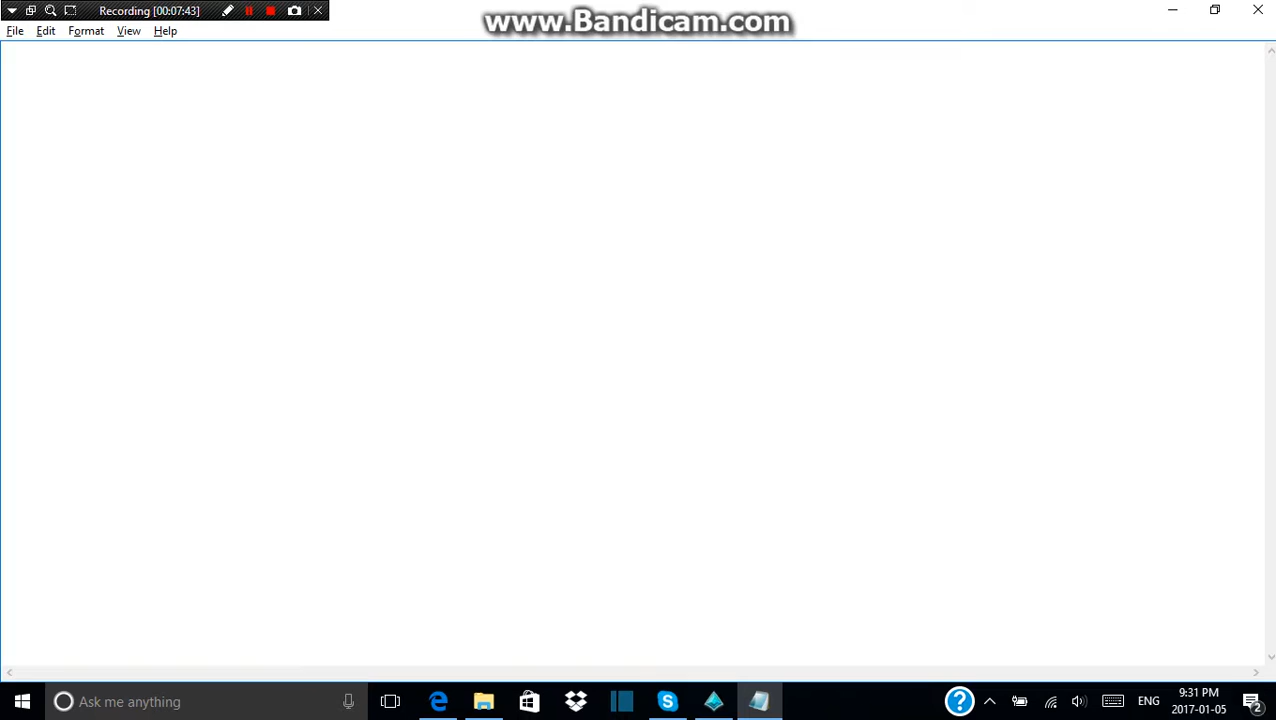 Recording [00:07:43]
www.Bandicam.com
File Edit Format View Help
Ask me anything
ENG
9:31 PM
2017-01-05
2